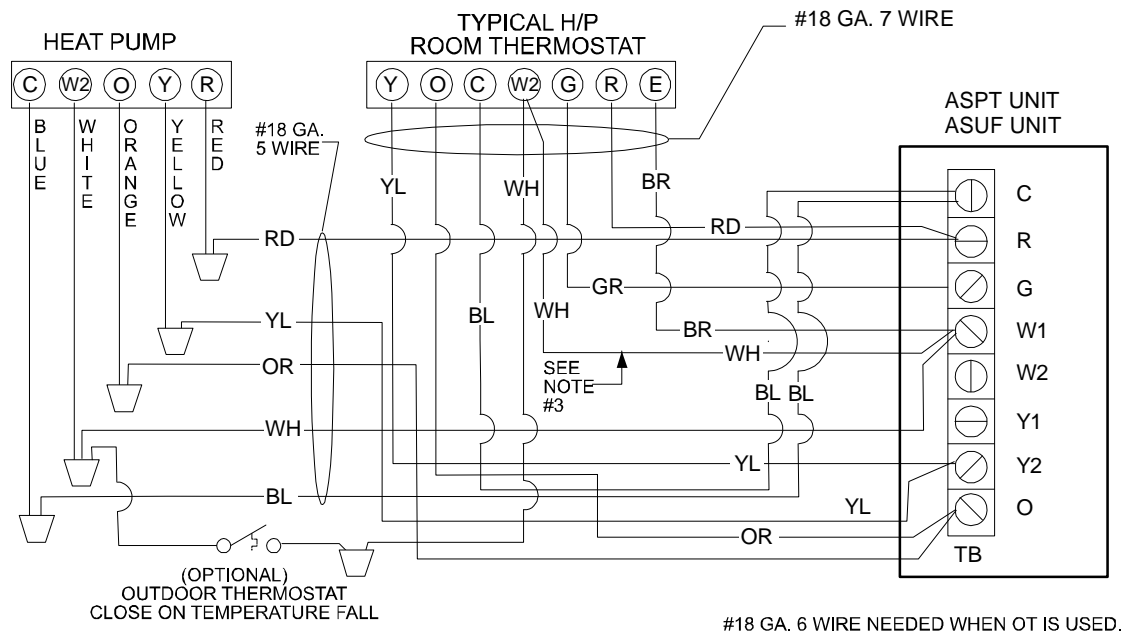 HEAT PUMP
C W2 O Y R
BLUE
WHITE
ORANGE
YELLOW
RED
#18 GA.
5 WIRE
TYPICAL H/P
ROOM THERMOSTAT
Y O C W2 G R E
#18 GA. 7 WIRE
ASPT UNIT
ASUF UNIT
YL
WH
BR
RD
RD
GR
BL
WH
YL
BR
OR
WH
SEE
NOTE
#3
BL BL
WH
YL
BL
YL
OR
C
R
G
W1
W2
Y1
Y2
O
TB
(OPTIONAL)
OUTDOOR THERMOSTAT
CLOSE ON TEMPERATURE FALL
#18 GA. 6 WIRE NEEDED WHEN OT IS USED.